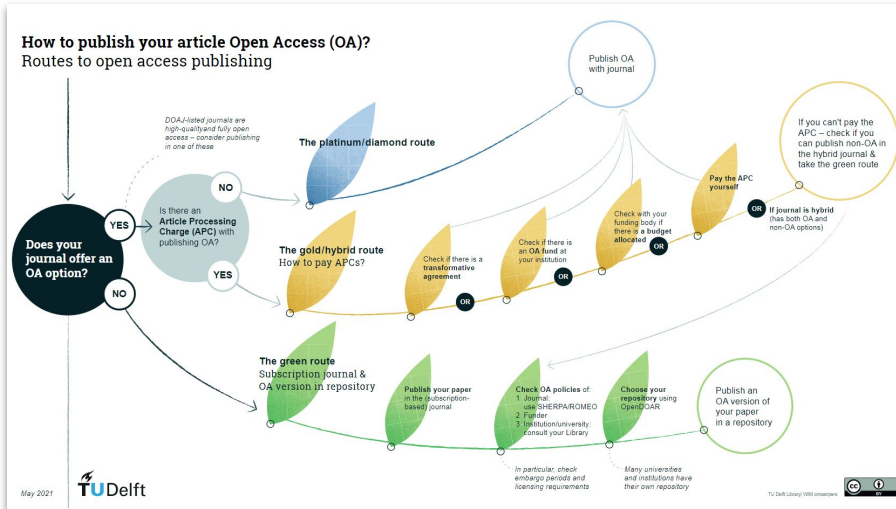 How to publish your article Open Access (OA)?
Routes to open access publishing
DOAJ-listed journals are
high-qualityand fully open
access – consider publishing
in one of these
Does your
journal offer an
OA option?
YES
NO
Is there an
Article Processing
Charge (APC) with
publishing OA?
NO
YES
The platinum/diamond route
Publish OA
with journal
The gold/hybrid route
How to pay APCs?
Check if there is a
transformative
agreement
OR
Check if there is
an OA fund at
your institution
OR
Check with your
funding body if
there is a budget
allocated
OR
Pay the APC
yourself
OR
If journal is hybrid
(has both OA and
non-OA options)
If you can't pay the
APC – check if you
can publish non-OA in
the hybrid journal &
take the green route
The green route
Subscription journal &
OA version in repository
Publish your paper
in the (subscription-
based) journal
Check OA policies of:
1 Journal:
use SHERPA/ROMEO
2 Funder
3 Institution/university:
consult your Library
In particular, check
embargo periods and
licensing requirements
Choose your
repository using
OpenDOAR
Many universities
and institutions have
their own repository
Publish an
OA version of
your paper
in a repository
May 2021
TUDelft
TU Delft Library\ WIM ontwerpers
cc
BY